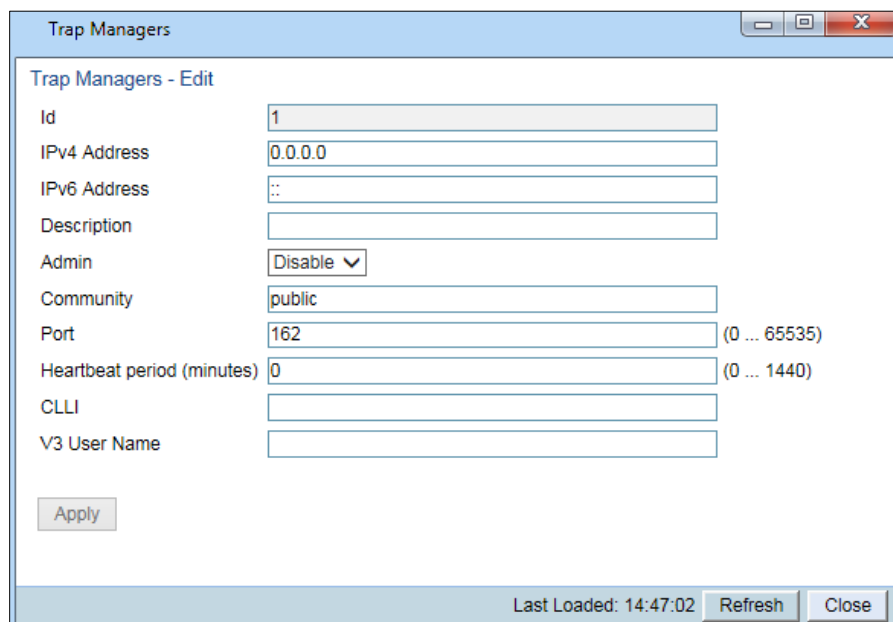 Trap Managers
Trap Managers - Edit
Id 1
IPv4 Address 0.0.0.0
IPv6 Address ::
Description
Admin Disable
Community public
Port 162 (0 ... 65535)
Heartbeat period (minutes) 0 (0 ... 1440)
CLLI
V3 User Name
Apply
Last Loaded: 14:47:02 Refresh Close